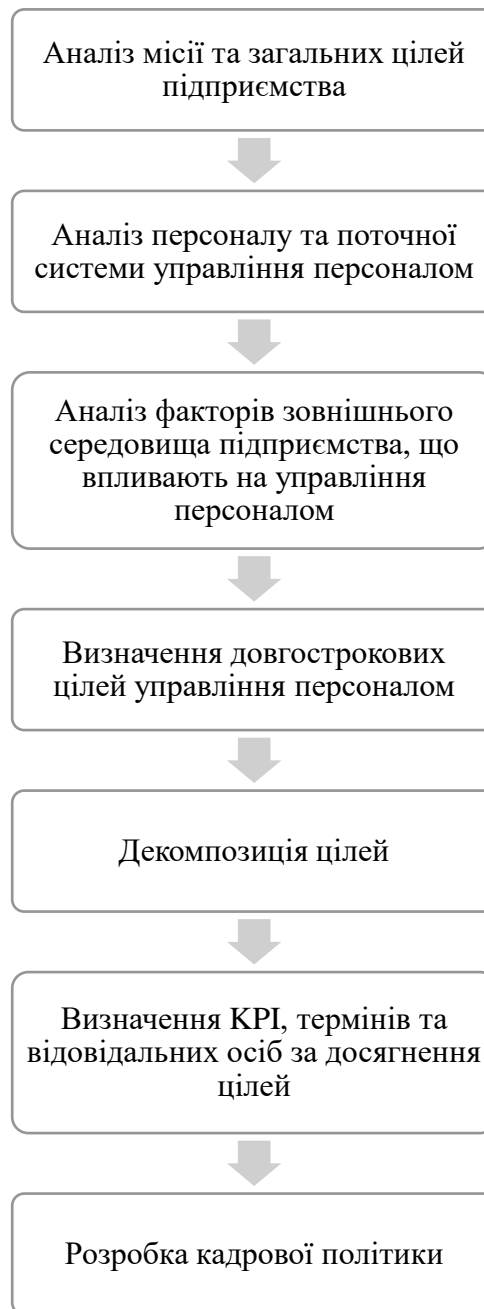 Аналіз місії та загальних цілей
підприємства
Аналіз персоналу та поточної
системи управління персоналом
Аналіз факторів зовнішнього
середовища підприємства, що
впливають на управління
персоналом
Визначення довгострокових
цілей управління персоналом
Декомпозиція цілей
Визначення KPI, термінів та
відовідальних осіб за досягнення
цілей
Розробка кадрової політики